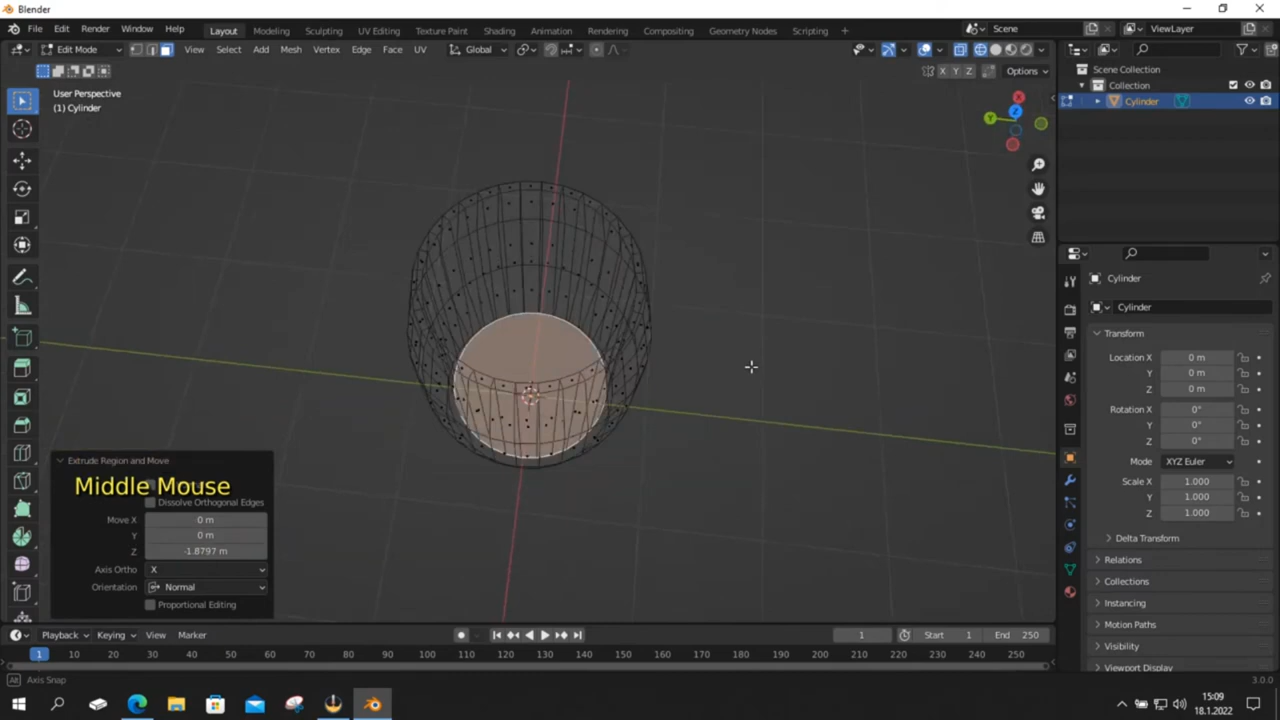 Blender
File Edit Render Window Help
Layout Modeling Sculpting UV Editing Texture Paint Shading Animation Rendering Compositing Geometry Nodes Scripting +
Scene
ViewLayer
Edit Mode
View Select Add Mesh Vertex Edge Face UV
Global
X Y Z
Options
User Perspective
(1) Cylinder
X
Y
Z
Scene Collection
Collection
Cylinder
Cylinder
Cylinder
Transform
Location X 0 m
Y 0 m
Z 0 m
Rotation X 0°
Y 0°
Z 0°
Mode XYZ Euler
Scale X 1.000
Y 1.000
Z 1.000
Delta Transform
Relations
Collections
Instancing
Motion Paths
Visibility
Viewport Display
Extrude Region and Move
Middle Mouse
Dissolve Orthogonal Edges
Move X 0 m
Y 0 m
Z -1.8797 m
Axis Ortho X
Orientation Normal
Proportional Editing
Playback Keying View Marker
1
Start 1
End 250
1 10 20 30 40 50 60 70 80 90 100 110 120 130 140 150 160 170 180 190 200 210 220 230 240 250
Axis Snap
3.0.0
15:09
18.1.2022